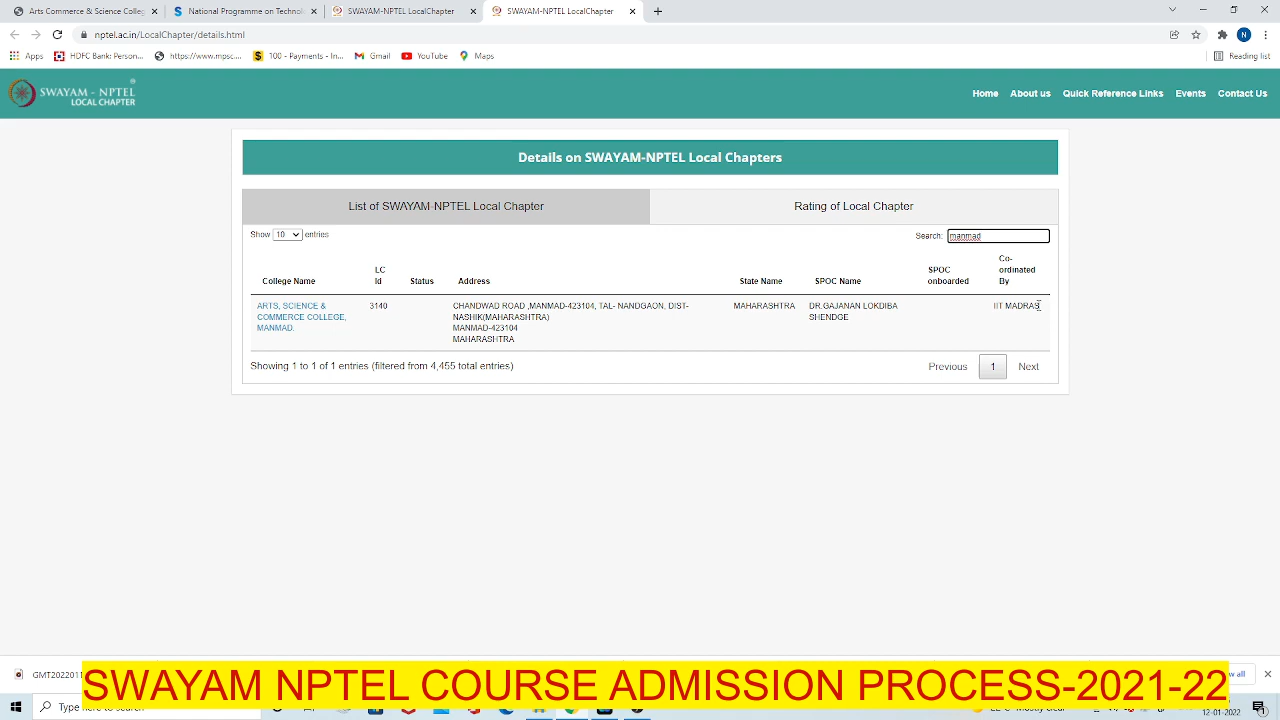 Arts Commerce & Science Colleg
National Programme on Technol
SWAYAM::LocalChapter
SWAYAM::LocalChapter
nptel.ac.in/LocalChapter/details.html
Apps
HDFC Bank: Person...
https://www.mpsc....
100 - Payments - In...
Gmail
YouTube
Maps
Reading list
SWAYAM - NPTEL
LOCAL CHAPTER
Home
About us
Quick Reference Links
Events
Contact Us
Details on SWAYAM-NPTEL Local Chapters
List of SWAYAM-NPTEL Local Chapter
Rating of Local Chapter
Show 10 entries
Search: manmad
College Name
LC
Id
Status
Address
State Name
SPOC Name
SPOC
onboarded
Co-
ordinated
By
ARTS, SCIENCE &
COMMERCE COLLEGE,
MANMAD.
3140
CHANDWAD ROAD ,MANMAD-423104, TAL- NANDGAON, DIST-
NASHIK(MAHARASHTRA)
MANMAD-423104
MAHARASHTRA
MAHARASHTRA
DR.GAJANAN LOKDIBA
SHENDGE
IIT MADRAS
Showing 1 to 1 of 1 entries (filtered from 4,455 total entries)
Previous
1
Next
SWAYAM NPTEL COURSE ADMISSION PROCESS-2021-22
12-01-2022